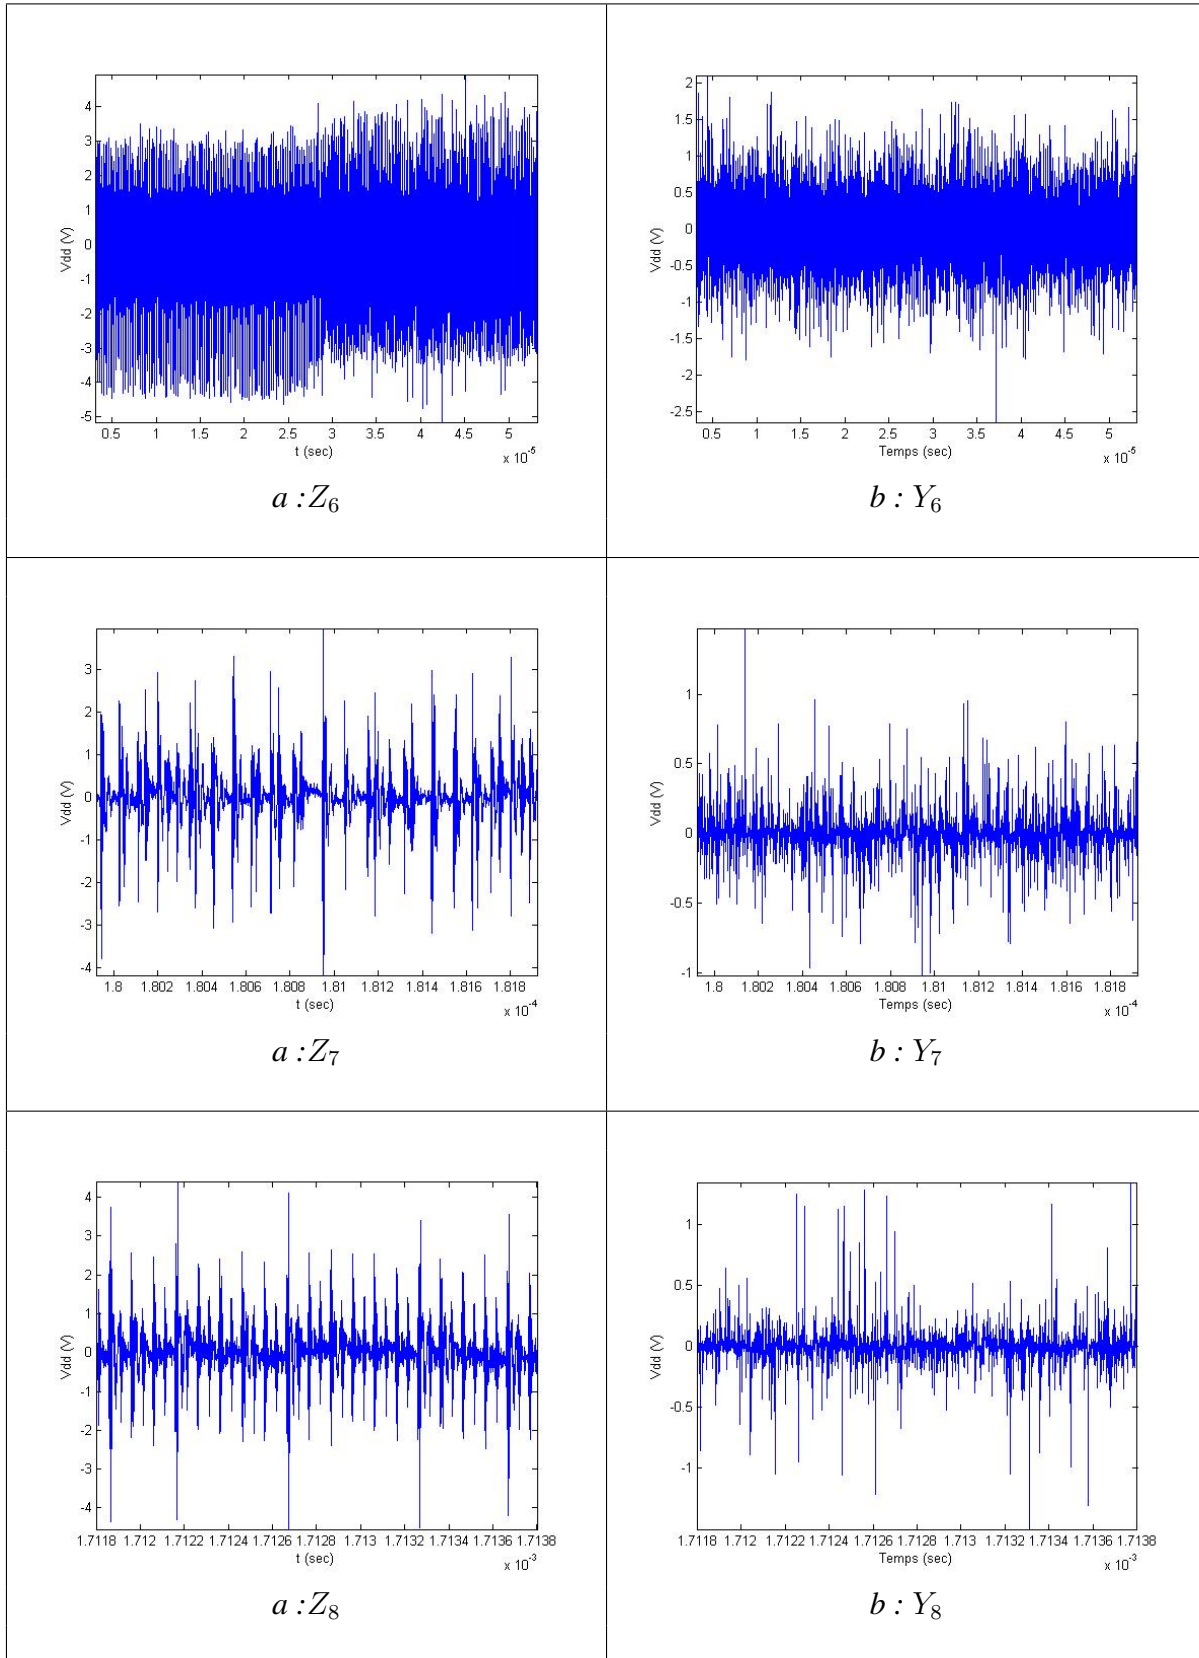 4
3
2
1
0
-1
-2
-3
-4
-5
Vdd (V)
0.5 1 1.5 2 2.5 3 3.5 4 4.5 5
t (sec)
x 10⁻⁵
a : Z₆
2
1.5
1
0.5
0
-0.5
-1
-1.5
-2
-2.5
Vdd (V)
0.5 1 1.5 2 2.5 3 3.5 4 4.5 5
Temps (sec)
x 10⁻⁵
b : Y₆
3
2
1
0
-1
-2
-3
-4
Vdd (V)
1.8 1.802 1.804 1.806 1.808 1.81 1.812 1.814 1.816 1.818
t (sec)
x 10⁻⁴
a : Z₇
1
0.5
0
-0.5
-1
Vdd (V)
1.8 1.802 1.804 1.806 1.808 1.81 1.812 1.814 1.816 1.818
Temps (sec)
x 10⁻⁴
b : Y₇
4
3
2
1
0
-1
-2
-3
-4
Vdd (V)
1.7118 1.712 1.7122 1.7124 1.7126 1.7128 1.713 1.7132 1.7134 1.7136 1.7138
t (sec)
x 10⁻³
a : Z₈
1
0.5
0
-0.5
-1
Vdd (V)
1.7118 1.712 1.7122 1.7124 1.7126 1.7128 1.713 1.7132 1.7134 1.7136 1.7138
Temps (sec)
x 10⁻³
b : Y₈